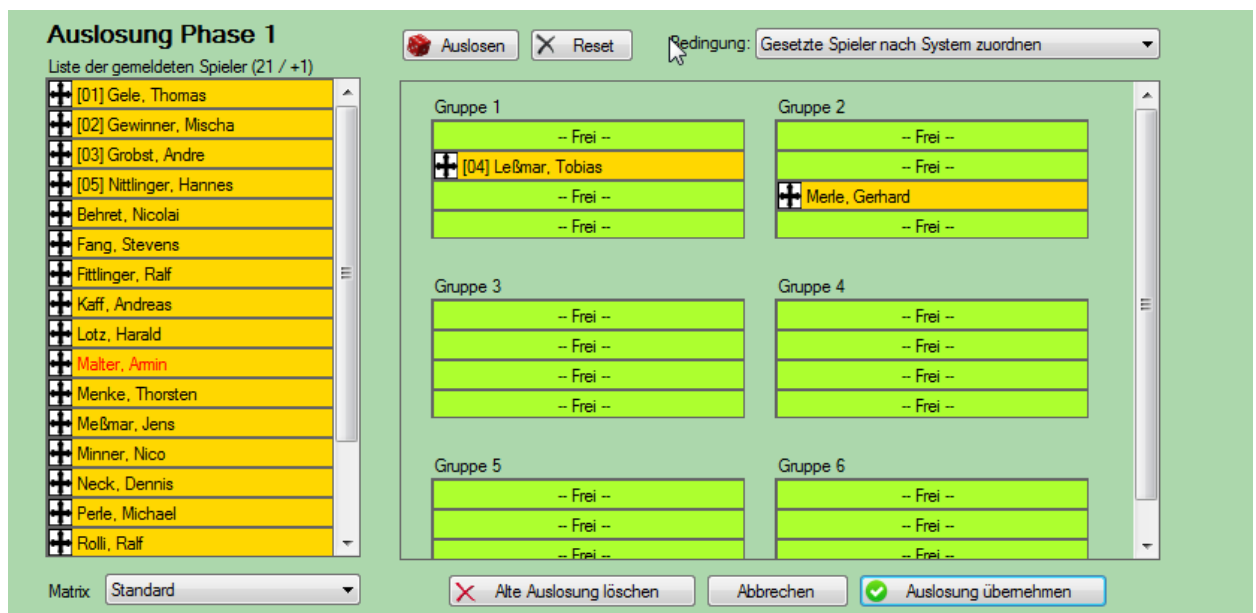 Auslosung Phase 1
Auslosen
Reset
Bedingung: Gesetzte Spieler nach System zuordnen
Liste der gemeldeten Spieler (21 / +1)
[01] Gele, Thomas
[02] Gewinner, Mischa
[03] Grobst, Andre
[05] Nittlinger, Hannes
Behret, Nicolai
Fang, Stevens
Fittlinger, Ralf
Kaff, Andreas
Lotz, Harald
Malter, Armin
Menke, Thorsten
Meßmar, Jens
Minner, Nico
Neck, Dennis
Perle, Michael
Rolli, Ralf
Gruppe 1
-- Frei --
[04] Leßmar, Tobias
-- Frei --
-- Frei --
Gruppe 2
-- Frei --
-- Frei --
Merle, Gerhard
-- Frei --
Gruppe 3
-- Frei --
-- Frei --
-- Frei --
-- Frei --
Gruppe 4
-- Frei --
-- Frei --
-- Frei --
-- Frei --
Gruppe 5
-- Frei --
-- Frei --
-- Frei --
Gruppe 6
-- Frei --
-- Frei --
-- Frei --
Matrix Standard
Alte Auslosung löschen
Abbrechen
Auslosung übernehmen